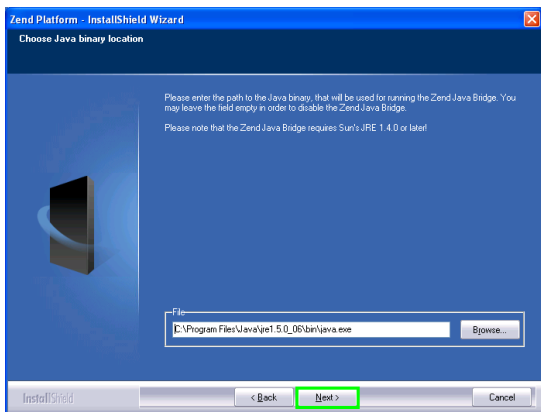 Zend Platform - InstallShield Wizard
Choose Java binary location
Please enter the path to the Java binary, that will be used for running the Zend Java Bridge. You
may leave the field empty in order to disable the Zend Java Bridge.
Please note that the Zend Java Bridge requires Sun's JRE 1.4.0 or later!
File
C:\Program Files\Java\jre1.5.0_06\bin\java.exe
Browse...
InstallShield
< Back
Next >
Cancel